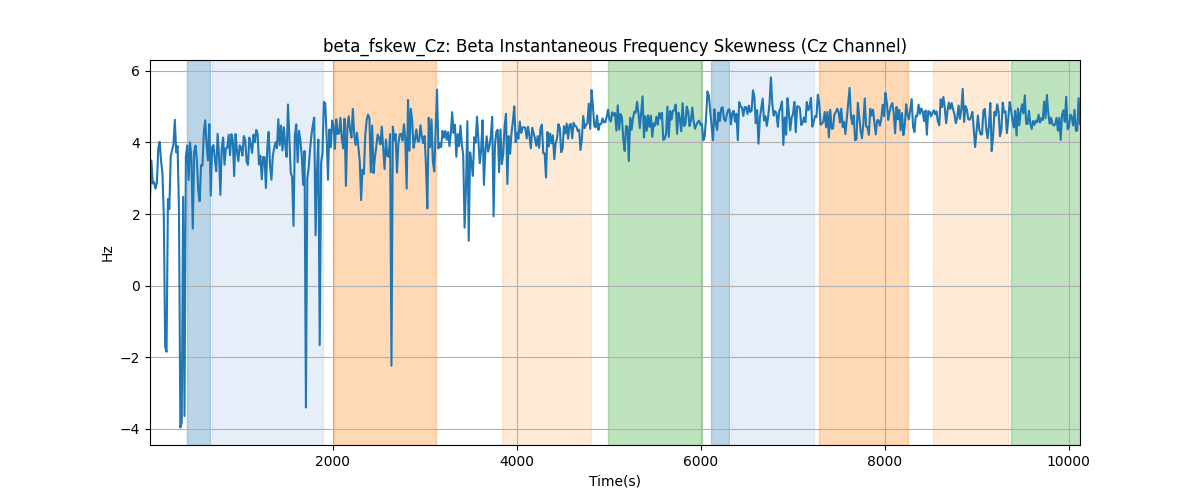 beta_fskew_Cz: Beta Instantaneous Frequency Skewness (Cz Channel)
6
4
2
0
−2
−4
Hz
2000 4000 6000 8000 10000
Time(s)